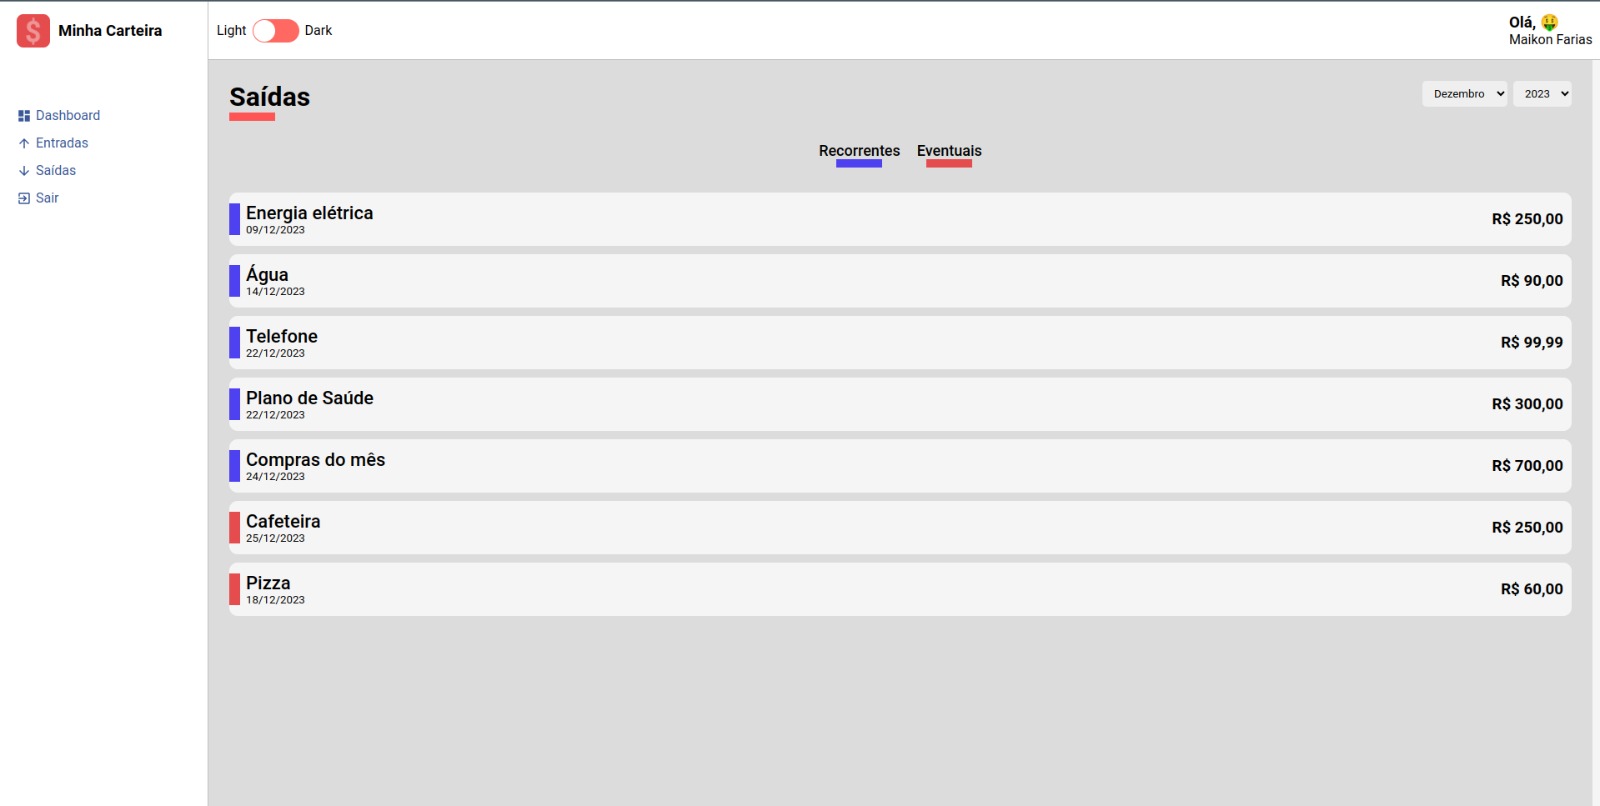 Minha Carteira
Light Dark
Olá, 🤑
Maikon Farias
Dashboard
Entradas
Saídas
Sair
Saídas
Dezembro 2023
Recorrentes Eventuais
Energia elétrica
09/12/2023
R$ 250,00
Água
14/12/2023
R$ 90,00
Telefone
22/12/2023
R$ 99,99
Plano de Saúde
22/12/2023
R$ 300,00
Compras do mês
24/12/2023
R$ 700,00
Cafeteira
25/12/2023
R$ 250,00
Pizza
18/12/2023
R$ 60,00